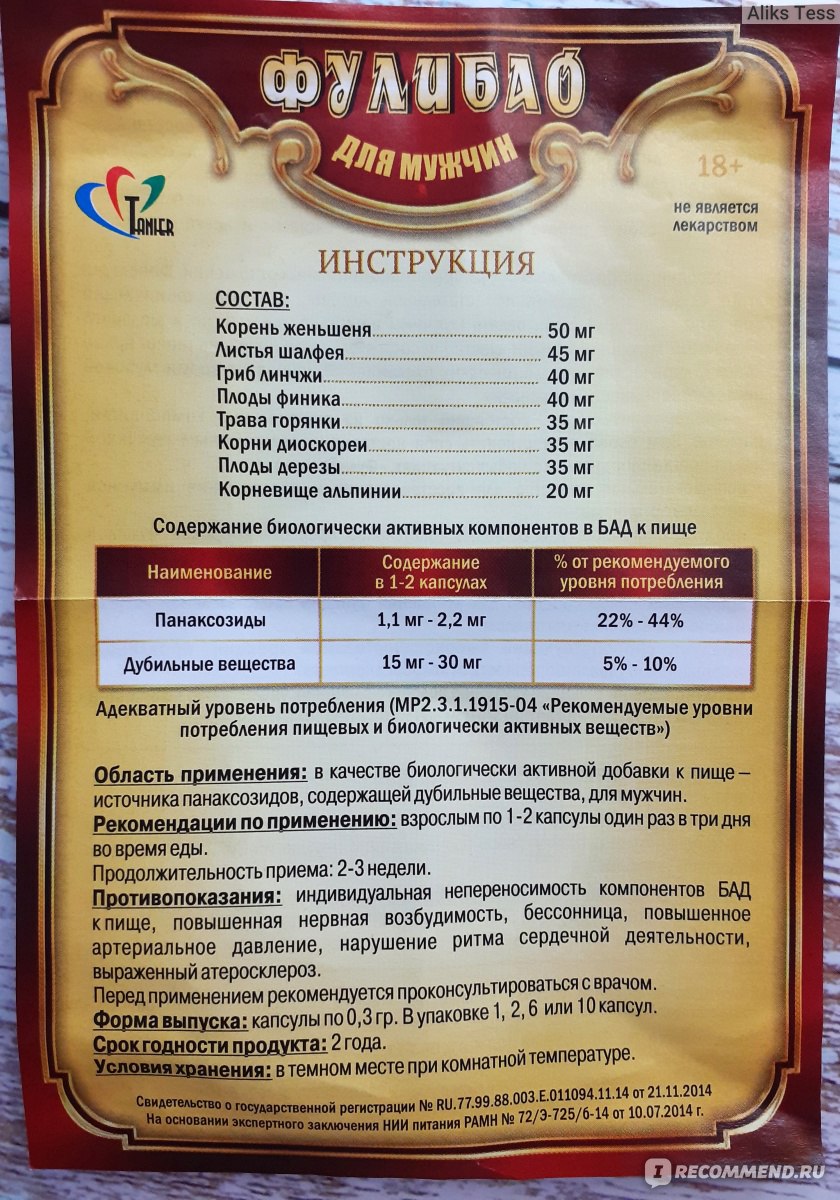 Aliks Tess
ФУЛИБАО
ДЛЯ МУЖЧИН
TANIER
18+
не является
лекарством
ИНСТРУКЦИЯ
СОСТАВ:
Корень женьшеня........................ 50 мг
Листья шалфея........................ 45 мг
Гриб линчжи........................ 40 мг
Плоды финика........................ 40 мг
Трава горянки........................ 35 мг
Корни диоскореи........................ 35 мг
Плоды дерезы........................ 35 мг
Корневище альпинии........................ 20 мг
Содержание биологически активных компонентов в БАД к пище
Наименование
Содержание
в 1-2 капсулах
% от рекомендуемого
уровня потребления
Панаксозиды 1,1 мг - 2,2 мг 22% - 44%
Дубильные вещества 15 мг - 30 мг 5% - 10%
Адекватный уровень потребления (МР2.3.1.1915-04 «Рекомендуемые уровни
потребления пищевых и биологически активных веществ»)
Область применения: в качестве биологически активной добавки к пище –
источника панаксозидов, содержащей дубильные вещества, для мужчин.
Рекомендации по применению: взрослым по 1-2 капсулы один раз в три дня
во время еды.
Продолжительность приема: 2-3 недели.
Противопоказания: индивидуальная непереносимость компонентов БАД
к пище, повышенная нервная возбудимость, бессонница, повышенное
артериальное давление, нарушение ритма сердечной деятельности,
выраженный атеросклероз.
Перед применением рекомендуется проконсультироваться с врачом.
Форма выпуска: капсулы по 0,3 гр. В упаковке 1, 2, 6 или 10 капсул.
Срок годности продукта: 2 года.
Условия хранения: в темном месте при комнатной температуре.
Свидетельство о государственной регистрации № RU.77.99.88.003.Е.011094.11.14 от 21.11.2014
На основании экспертного заключения НИИ питания РАМН № 72/Э-725/б-14 от 10.07.2014 г.
I RECOMMEND.RU